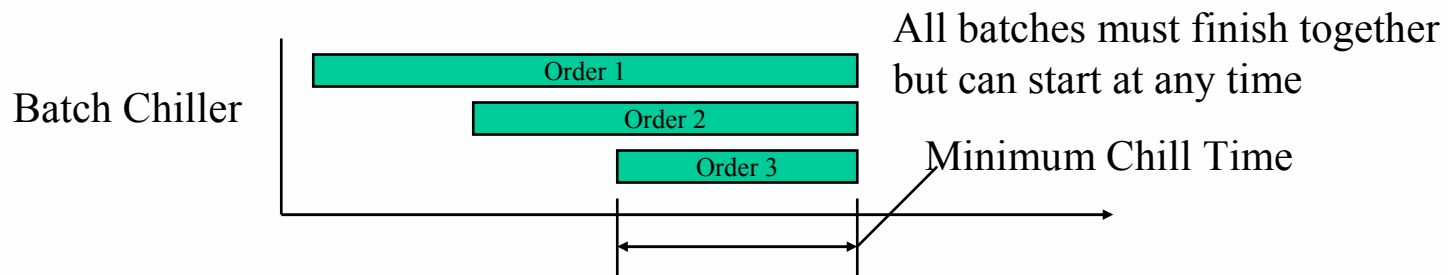 All batches must finish together
but can start at any time
Order 1
Batch Chiller
Order 2
Order 3
Minimum Chill Time